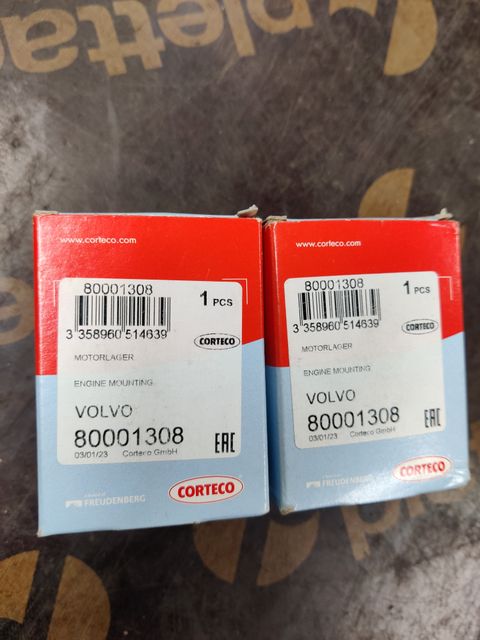 pletta
www.corteco.com
80001308
1 PCS
3 358960 514639
CORTECO
MOTORLAGER
ENGINE MOUNTING
VOLVO
80001308
03/01/23 Corteco GmbH
EAC
CORTECO
FREUDENBERG
www.corteco.com
80001308
1 PCS
3 358960 514639
CORTECO
MOTORLAGER
ENGINE MOUNTING
VOLVO
80001308
03/01/23 Corteco GmbH
EAC
CORTECO
FREUDENBERG